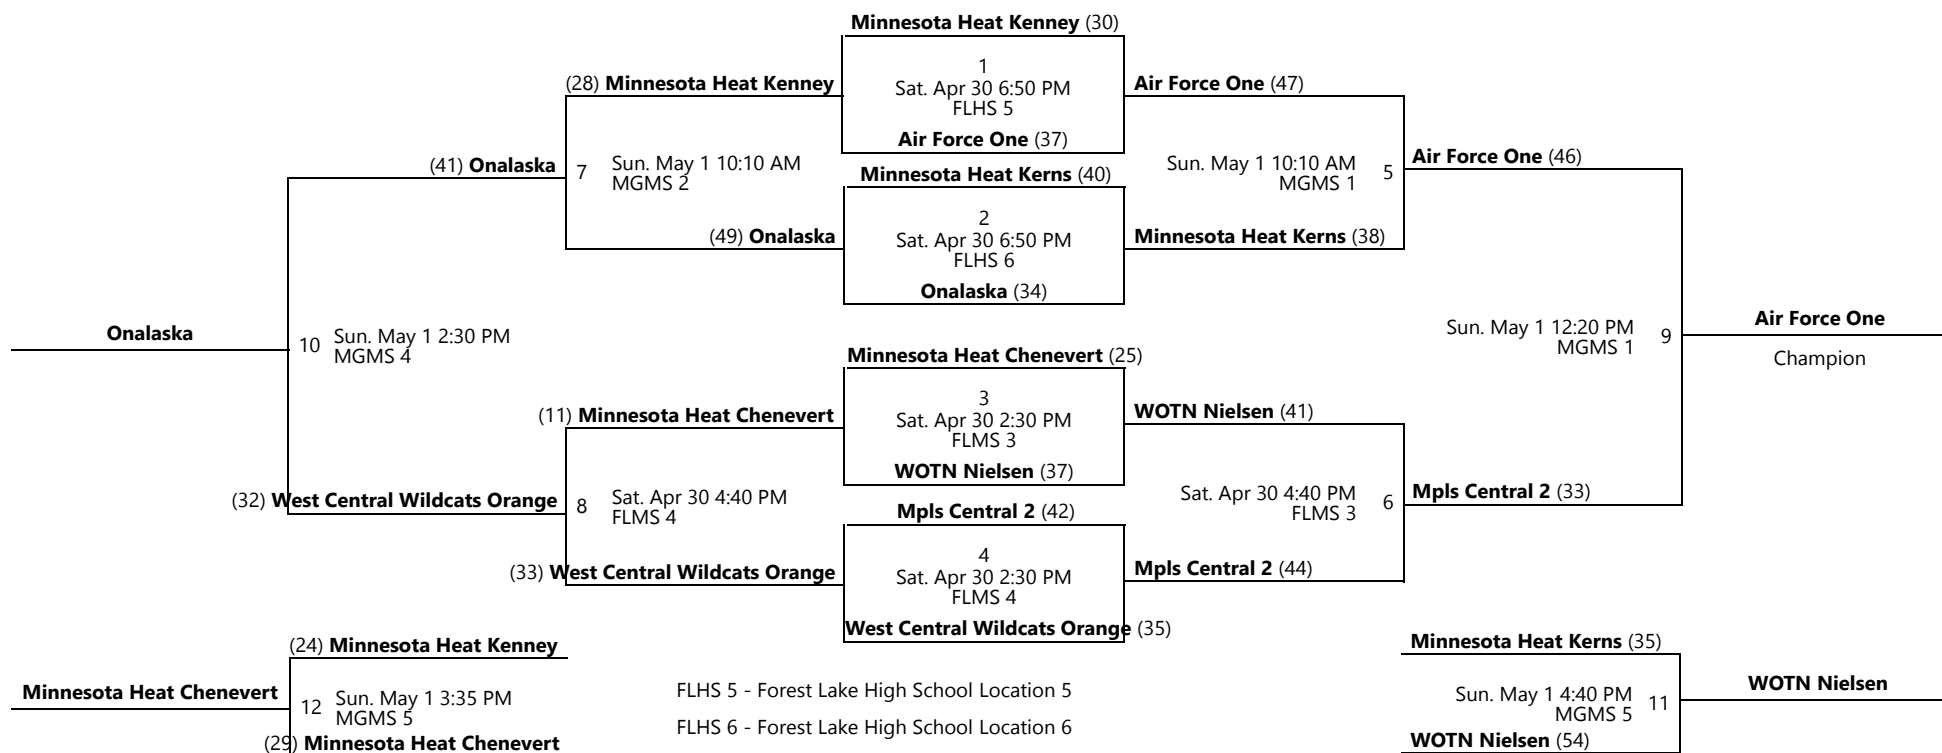 Minnesota Heat Kenney (30)
(28) Minnesota Heat Kenney
1
Sat. Apr 30 6:50 PM
FLHS 5
Air Force One (47)
Air Force One (37)
(41) Onalaska
7
Sun. May 1 10:10 AM
MGMS 2
Minnesota Heat Kerns (40)
Sun. May 1 10:10 AM
MGMS 1
5
Air Force One (46)
(49) Onalaska
2
Sat. Apr 30 6:50 PM
FLHS 6
Minnesota Heat Kerns (38)
Onalaska (34)
Onalaska
10
Sun. May 1 2:30 PM
MGMS 4
Sun. May 1 12:20 PM
MGMS 1
9
Air Force One
Champion
Minnesota Heat Chenevert (25)
(11) Minnesota Heat Chenevert
3
Sat. Apr 30 2:30 PM
FLMS 3
WOTN Nielsen (41)
WOTN Nielsen (37)
(32) West Central Wildcats Orange
8
Sat. Apr 30 4:40 PM
FLMS 4
Mpls Central 2 (42)
Sat. Apr 30 4:40 PM
FLMS 3
6
Mpls Central 2 (33)
(33) West Central Wildcats Orange
4
Sat. Apr 30 2:30 PM
FLMS 4
Mpls Central 2 (44)
West Central Wildcats Orange (35)
(24) Minnesota Heat Kenney
Minnesota Heat Chenevert
12
Sun. May 1 3:35 PM
MGMS 5
(29) Minnesota Heat Chenevert
FLHS 5 - Forest Lake High School Location 5
FLHS 6 - Forest Lake High School Location 6
Minnesota Heat Kerns (35)
Sun. May 1 4:40 PM
MGMS 5
11
WOTN Nielsen
WOTN Nielsen (54)